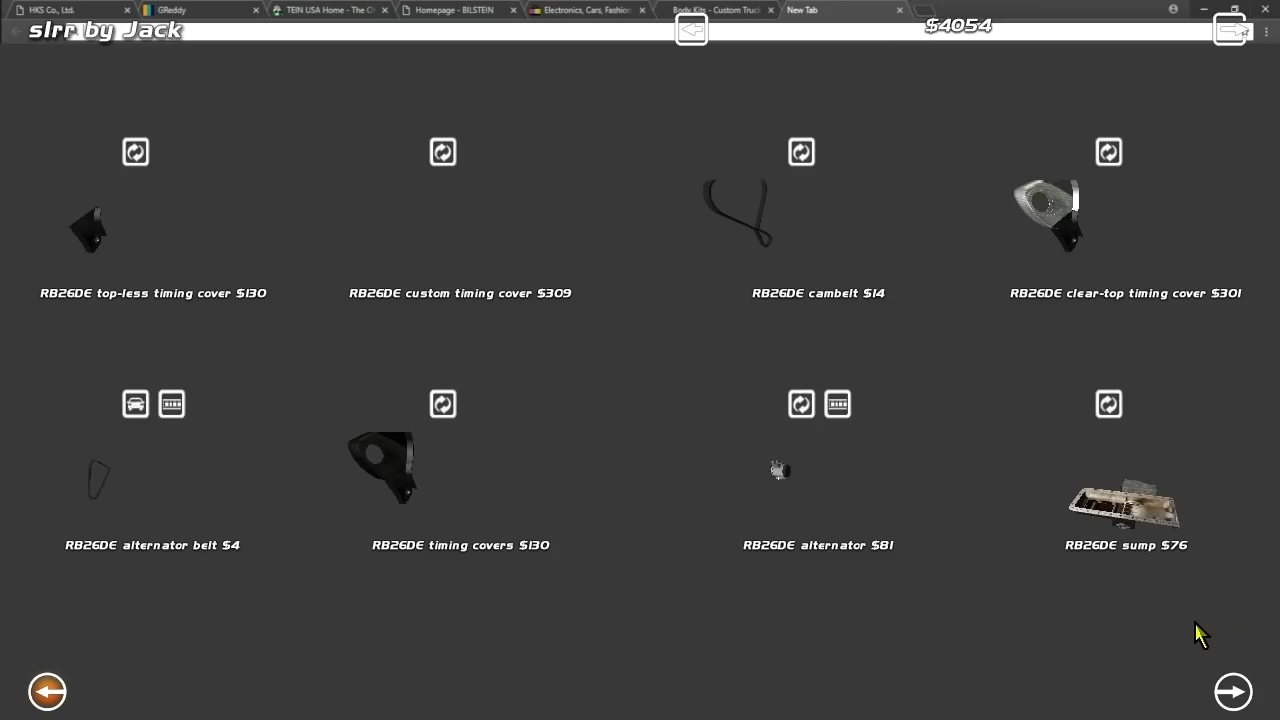 HKS Co., Ltd.
GReddy
TEIN USA Home - The Of
Homepage - BILSTEIN
Electronics, Cars, Fashion
Body Kits - Custom Truck
New Tab
slrr by Jack
$4054
RB26DE top-less timing cover $130
RB26DE custom timing cover $309
RB26DE cambelt $14
RB26DE clear-top timing cover $301
RB26DE alternator belt $4
RB26DE timing covers $130
RB26DE alternator $81
RB26DE sump $76